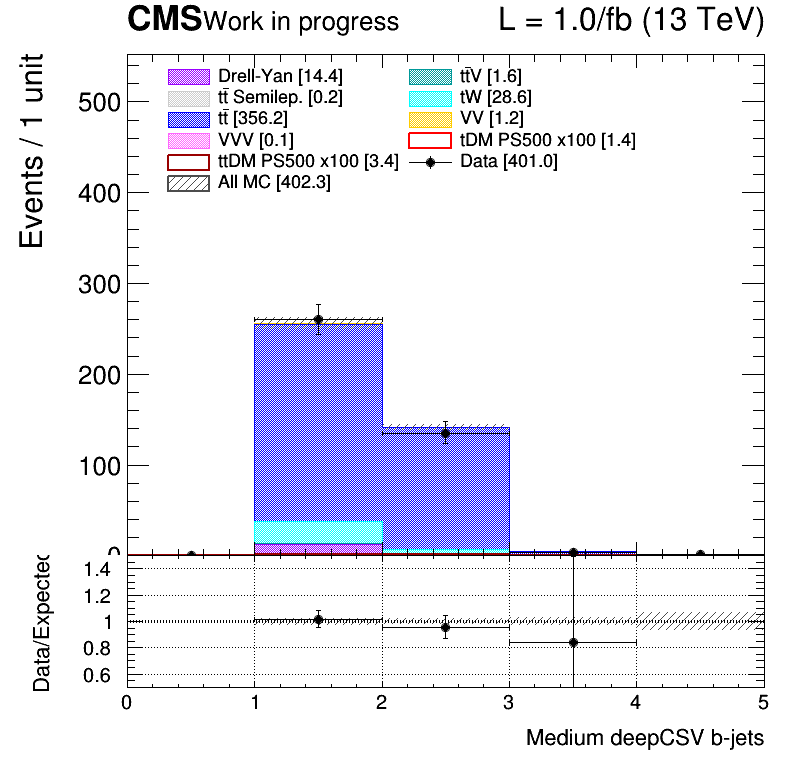 CMS Work in progress L = 1.0/fb (13 TeV)
Events / 1 unit
Drell-Yan [14.4] tt̄V [1.6]
tt̄ Semilep. [0.2] tW [28.6]
tt̄ [356.2] VV [1.2]
VVV [0.1] tDM PS500 x100 [1.4]
ttDM PS500 x100 [3.4] Data [401.0]
All MC [402.3]
500
400
300
200
100
0
Data/Expected
1.4
1.2
1
0.8
0.6
0 1 2 3 4 5
Medium deepCSV b-jets